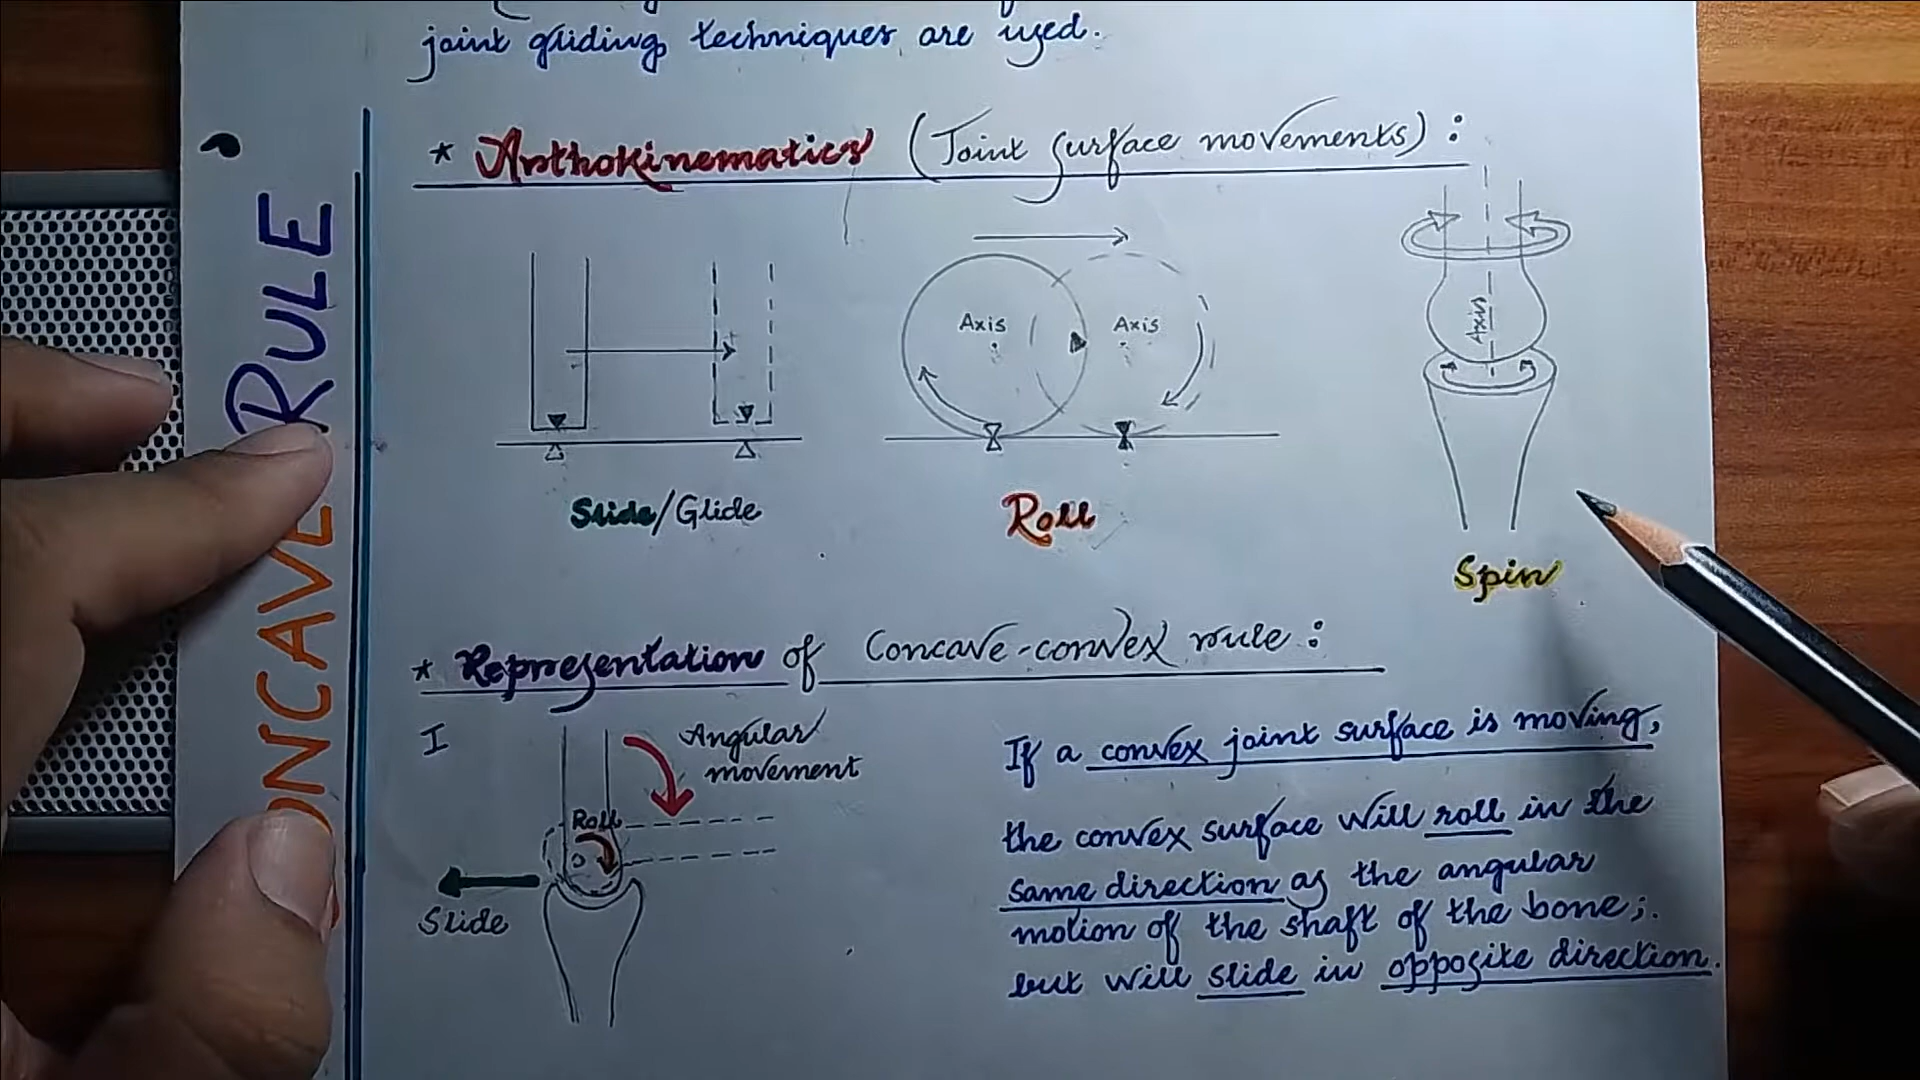 joint gliding techniques are used.
* Arthokinematics (Joint surface movements) :
Axis
Axis
Axis
Slide/Glide
Roll
Spin
* Representation of Concave-convex rule :
I
Angular
movement
Roll
Slide
If a convex joint surface is moving,
the convex surface will roll in the
same direction as the angular
motion of the shaft of the bone;.
but will slide in opposite direction.
ONCAVE RULE